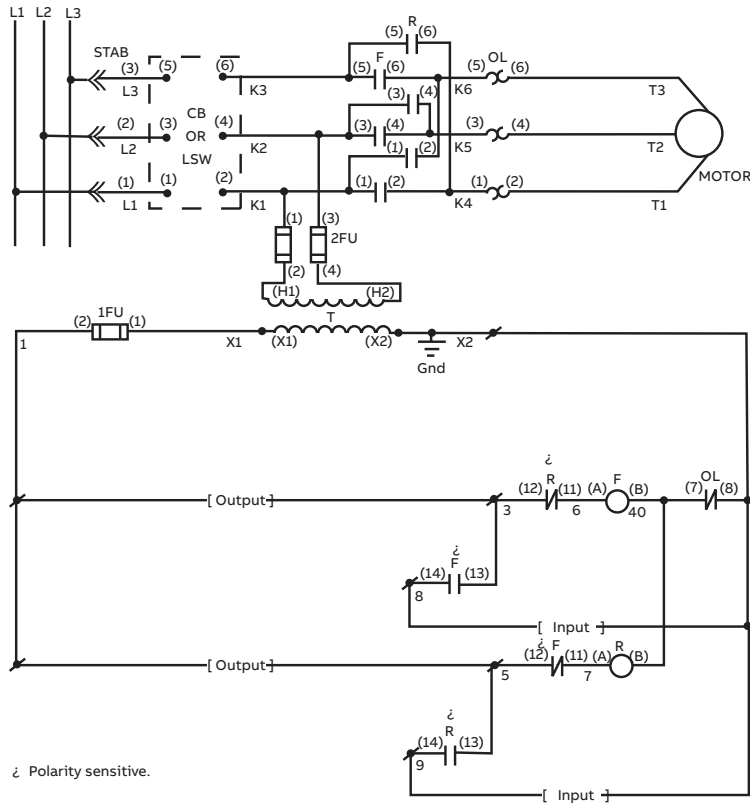 L1 L2 L3
R
(5) (6)
STAB
(3) (5) (6) F OL
(5) (6) (5) (6)
L3 K3 K6 T3
CB (3) (4)
(2) (3) OR (4) (3) (4) (3) (4)
L2 LSW K2 K5 T2
(1) (2) MOTOR
(1) (1) (2) (1) (2) (1) (2)
L1 K1 K4 T1
(1) (3)
2FU
(2) (4)
(H1) (H2)
T
1FU
(2) (1)
1 X1 (X1) (X2) X2
Gnd
¿
R F OL
(12) (11) (A) (B) (7) (8)
[ Output ]
3 6 40
¿
F
(14) (13)
8
[ Input ]
¿ F R
(12) (11) (A) (B)
[ Output ]
5 7
¿
R
(14) (13)
9
¿ Polarity sensitive.
[ Input ]